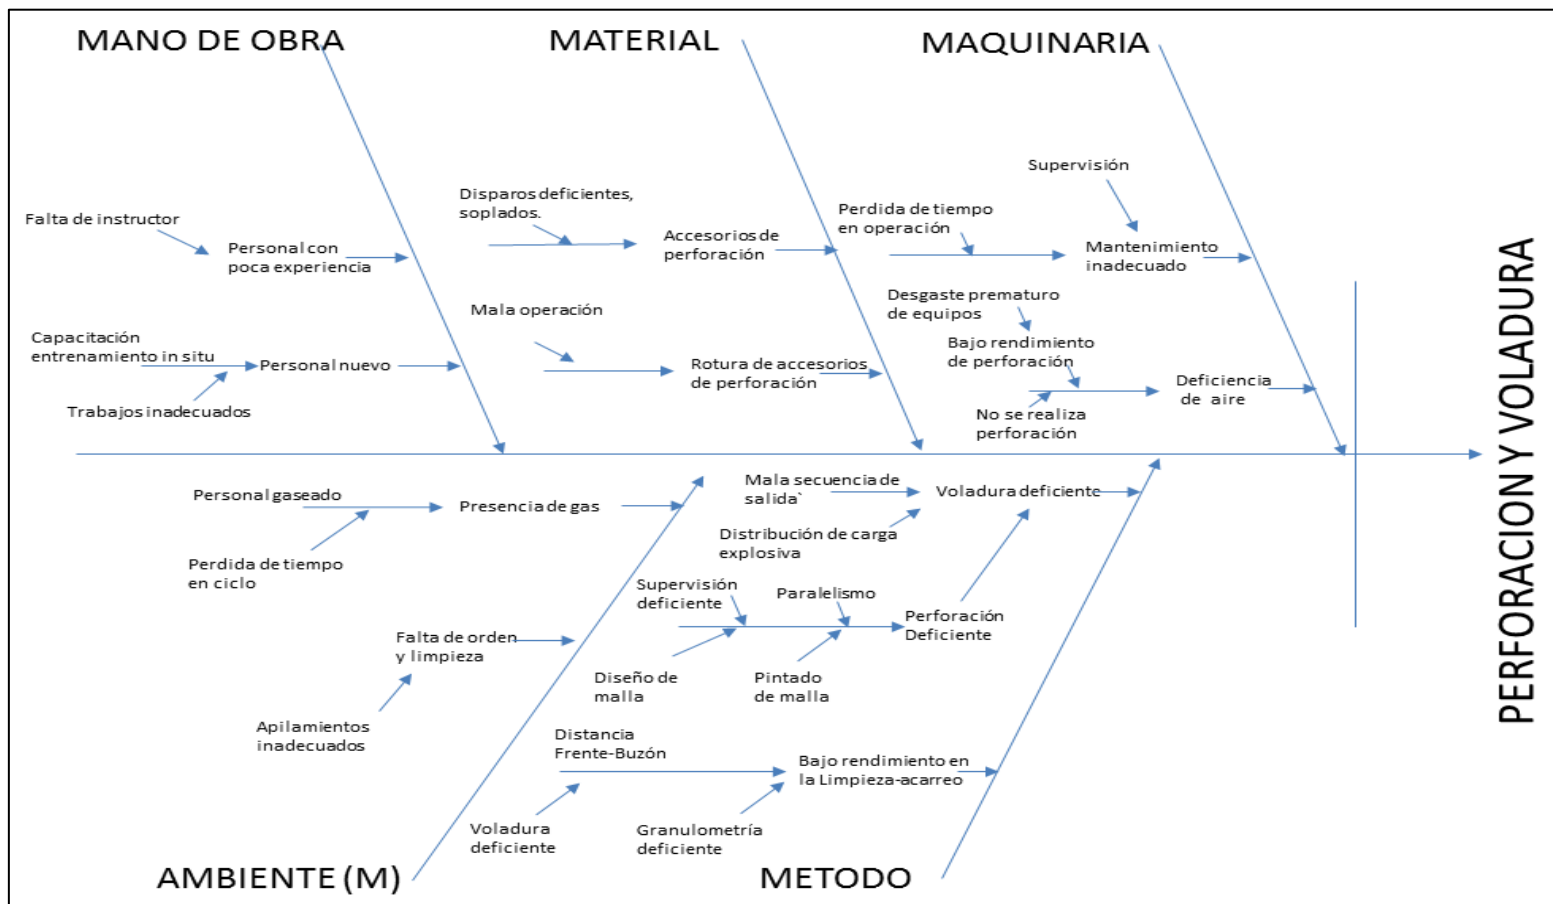 MANO DE OBRA
MATERIAL
MAQUINARIA
Falta de instructor
Personal con
poca experiencia
Capacitación
entrenamiento in situ
Personal nuevo
Trabajos inadecuados
Disparos deficientes,
soplados.
Accesorios de
perforación
Mala operación
Rotura de accesorios
de perforación
Supervisión
Perdida de tiempo
en operación
Mantenimiento
inadecuado
Desgaste prematuro
de equipos
Bajo rendimiento
de perforación
Deficiencia
de aire
No se realiza
perforación
PERFORACION Y VOLADURA
Personal gaseado
Presencia de gas
Perdida de tiempo
en ciclo
Falta de orden
y limpieza
Apilamientos
inadecuados
Mala secuencia de
salida`
Voladura deficiente
Distribución de carga
explosiva
Supervisión
deficiente
Paralelismo
Perforación
Deficiente
Diseño de
malla
Pintado
de malla
Distancia
Frente-Buzón
Bajo rendimiento en
la Limpieza-acarreo
Voladura
deficiente
Granulometría
deficiente
AMBIENTE (M)
METODO